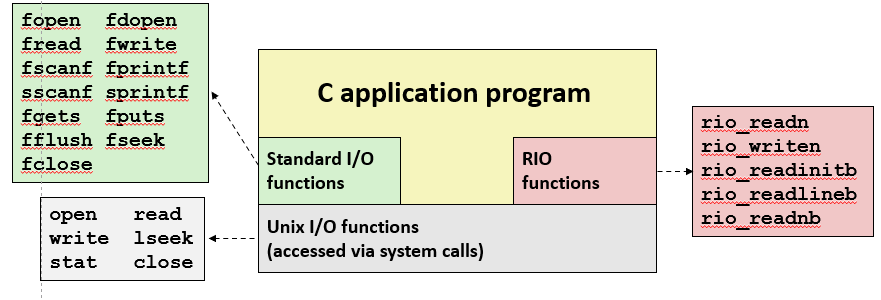 fopen fdopen
fread fwrite
fscanf fprintf
sscanf sprintf
fgets fputs
fflush fseek
fclose
C application program
Standard I/O
functions
RIO
functions
rio_readn
rio_writen
rio_readinitb
rio_readlineb
rio_readnb
open read
write lseek
stat close
Unix I/O functions
(accessed via system calls)